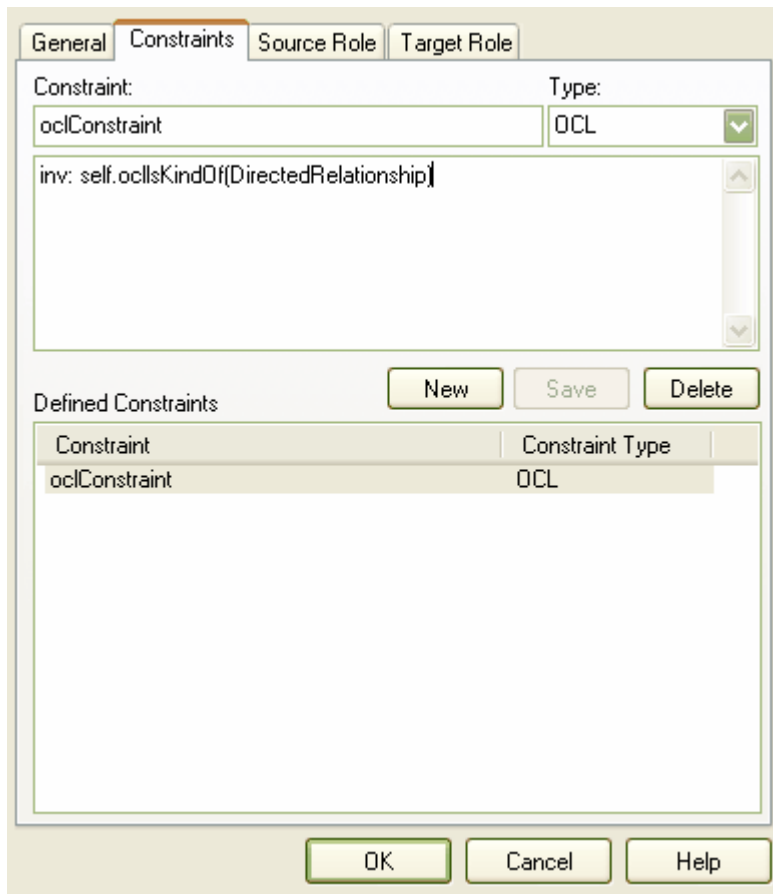 General Constraints Source Role Target Role
Constraint: Type:
oclConstraint OCL
inv: self.oclIsKindOf(DirectedRelationship)
New Save Delete
Defined Constraints
Constraint Constraint Type
oclConstraint OCL
OK Cancel Help